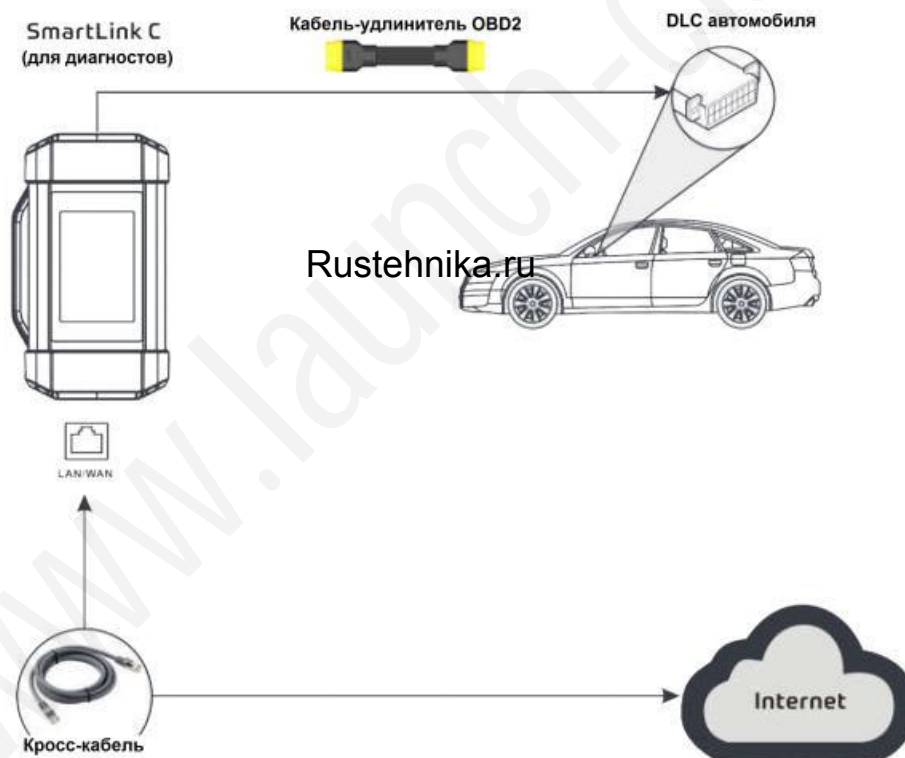 SmartLink C
(для диагностов)
Кабель-удлинитель OBD2
DLC автомобиля
Rustehnika.ru
LAN/WAN
Кросс-кабель
Internet